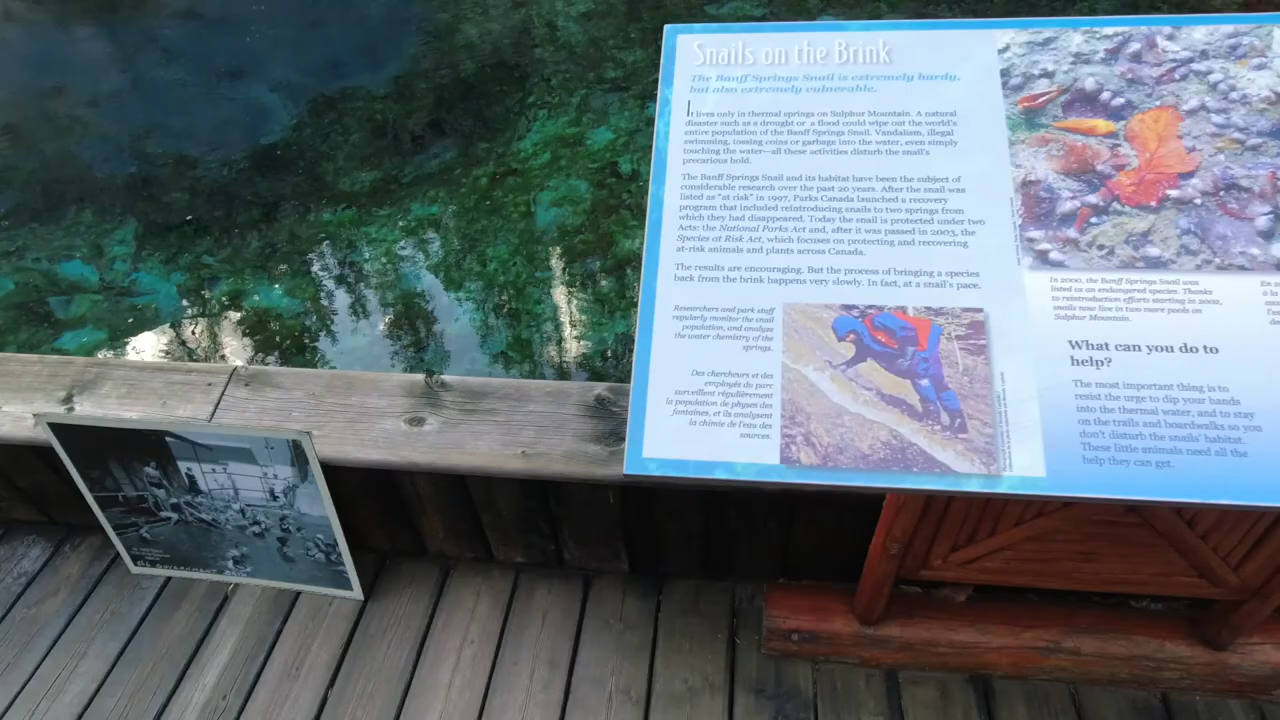 Snails on the Brink
The Banff Springs Snail is extremely hardy,
but also extremely vulnerable.
It lives only in thermal springs on Sulphur Mountain. A natural
disaster such as a drought or a flood could wipe out the world's
entire population of the Banff Springs Snail. Vandalism, illegal
swimming, tossing coins or garbage into the water, even simply
touching the water—all these activities disturb the snail's
precarious hold.
The Banff Springs Snail and its habitat have been the subject of
considerable research over the past 20 years. After the snail was
listed as "at risk" in 1997, Parks Canada launched a recovery
program that included reintroducing snails to two springs from
which they had disappeared. Today the snail is protected under two
Acts: the National Parks Act and, after it was passed in 2003, the
Species at Risk Act, which focuses on protecting and recovering
at-risk animals and plants across Canada.
The results are encouraging. But the process of bringing a species
back from the brink happens very slowly. In fact, at a snail's pace.
Researchers and park staff
regularly monitor the snail
population, and analyze
the water chemistry of the
springs.
Des chercheurs et des
employés du parc
surveillent régulièrement
la population de physes des
fontaines, et ils analysent
la chimie de l'eau des
sources.
In 2000, the Banff Springs Snail was
listed as an endangered species. Thanks
to reintroduction efforts starting in 2002,
snails now live in two more pools on
Sulphur Mountain.
En
à la
What can you do to
help?
The most important thing is to
resist the urge to dip your hands
into the thermal water, and to stay
on the trails and boardwalks so you
don't disturb the snails' habitat.
These little animals need all the
help they can get.
GOVERNMENT